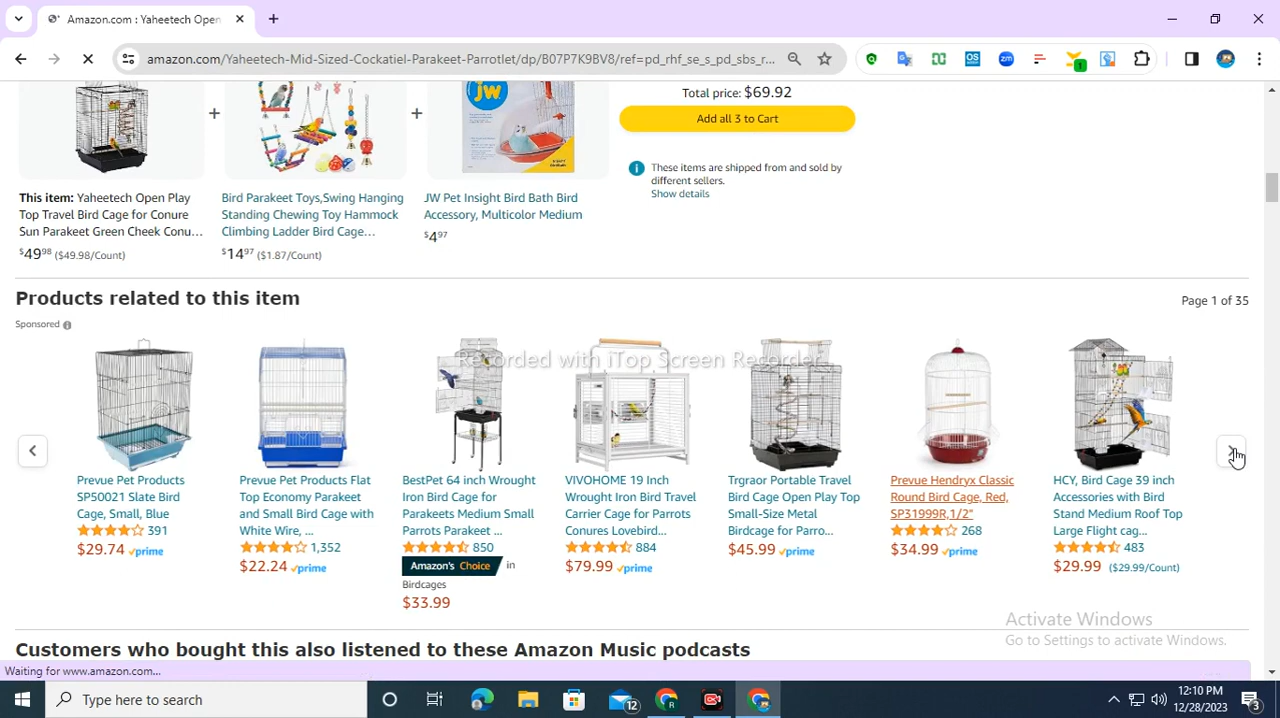 Amazon.com : Yaheetech Open
amazon.com/Yaheetech-Mid-Sized-Cockatiel-Parakeet-Parrotlet/dp/B07P7K9BV8/ref=pd_rhf_se_s_pd_sbs_r...
1
JW
Total price: $69.92
Add all 3 to Cart
These items are shipped from and sold by
different sellers.
Show details
This item: Yaheetech Open Play
Top Travel Bird Cage for Conure
Sun Parakeet Green Cheek Conu...
$49.98 ($49.98/Count)
Bird Parakeet Toys,Swing Hanging
Standing Chewing Toy Hammock
Climbing Ladder Bird Cage...
$14.97 ($1.87/Count)
JW Pet Insight Bird Bath Bird
Accessory, Multicolor Medium
$4.97
Products related to this item
Page 1 of 35
Sponsored
Recorded with iTop Screen Recorder
Prevue Pet Products
SP50021 Slate Bird
Cage, Small, Blue
391
$29.74 prime
Prevue Pet Products Flat
Top Economy Parakeet
and Small Bird Cage with
White Wire, ...
1,352
$22.24 prime
BestPet 64 inch Wrought
Iron Bird Cage for
Parakeets Medium Small
Parrots Parakeet ...
850
Amazon's Choice in
Birdcages
$33.99
VIVOHOME 19 Inch
Wrought Iron Bird Travel
Carrier Cage for Parrots
Conures Lovebird...
884
$79.99 prime
Trgraor Portable Travel
Bird Cage Open Play Top
Small-Size Metal
Birdcage for Parro...
$45.99 prime
Prevue Hendryx Classic
Round Bird Cage, Red,
SP31999R,1/2"
268
$34.99 prime
HCY, Bird Cage 39 inch
Accessories with Bird
Stand Medium Roof Top
Large Flight cag...
483
$29.99 ($29.99/Count)
Activate Windows
Go to Settings to activate Windows.
Customers who bought this also listened to these Amazon Music podcasts
Waiting for www.amazon.com...
Type here to search
12
12:10 PM
12/28/2023
3